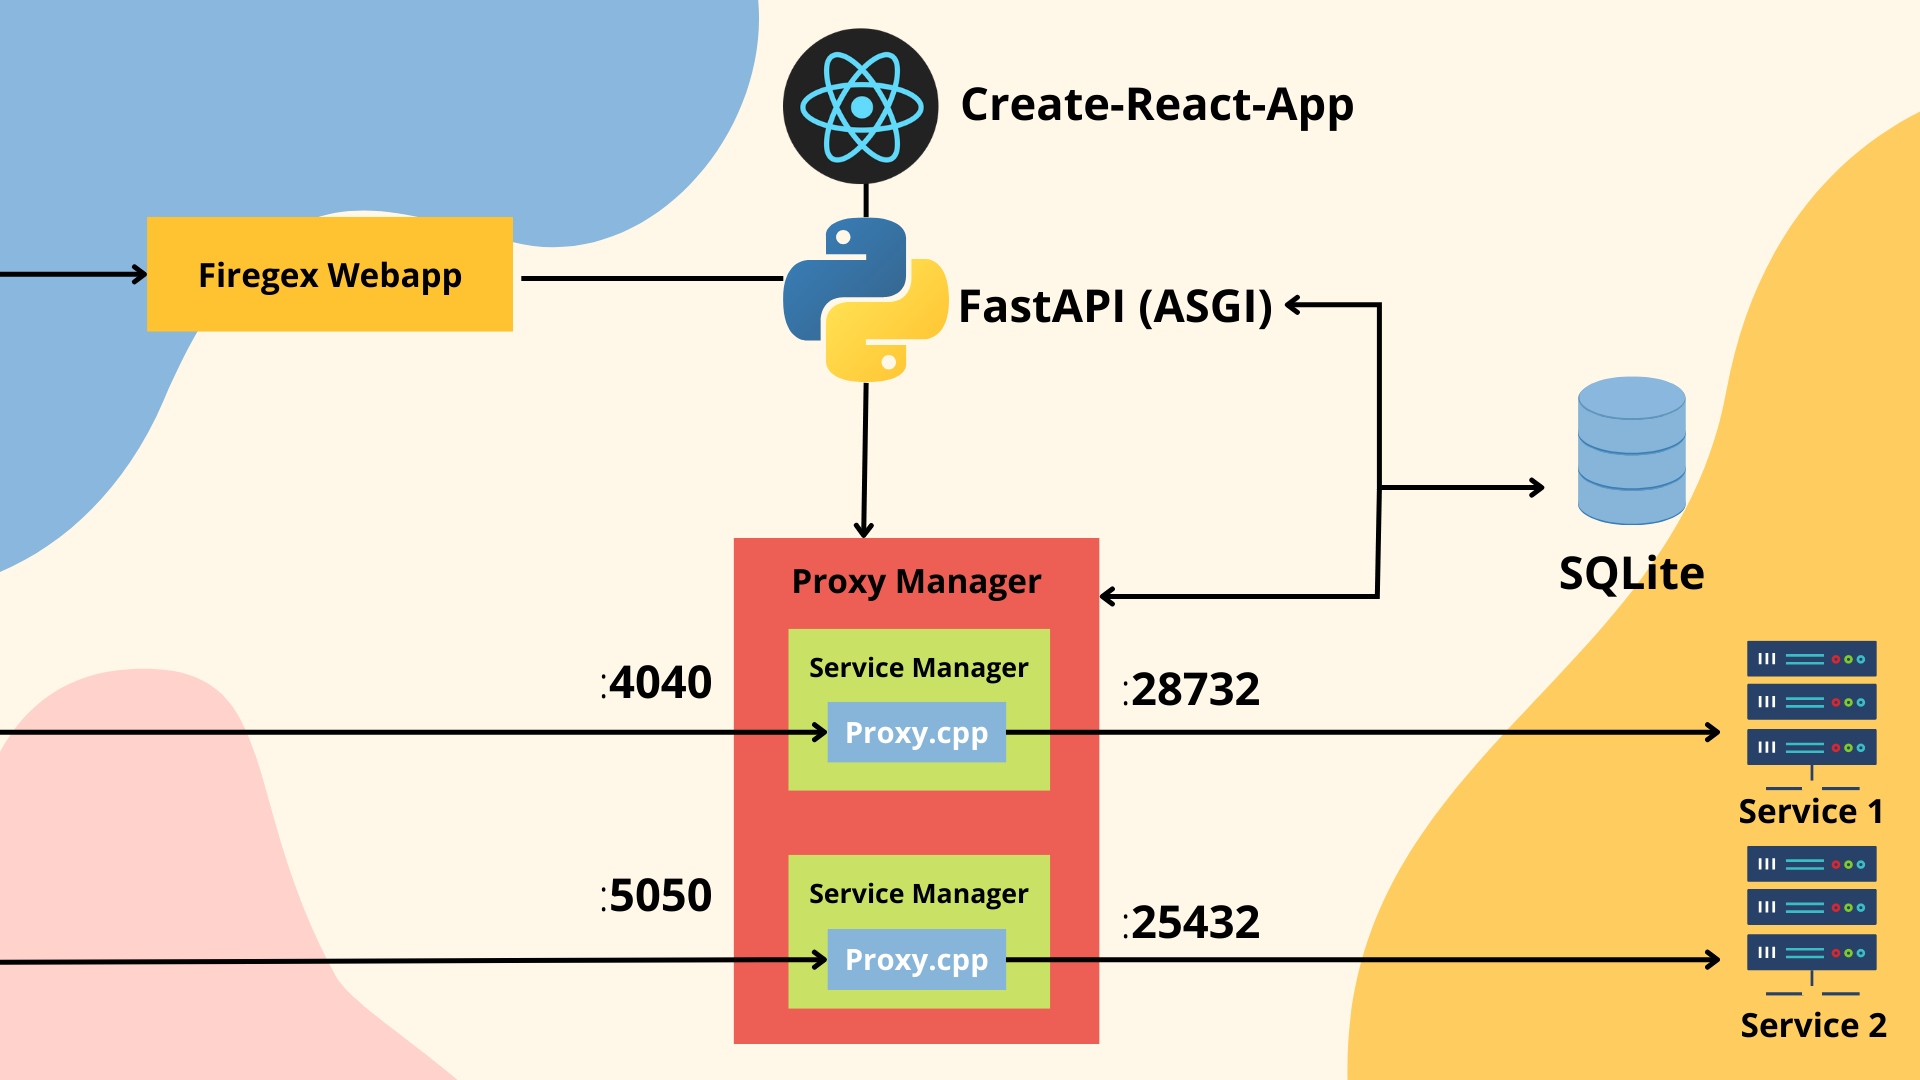 Create-React-App
Firegex Webapp
FastAPI (ASGI)
SQLite
Proxy Manager
Service Manager
:4040
:28732
Proxy.cpp
Service 1
Service Manager
:5050
:25432
Proxy.cpp
Service 2